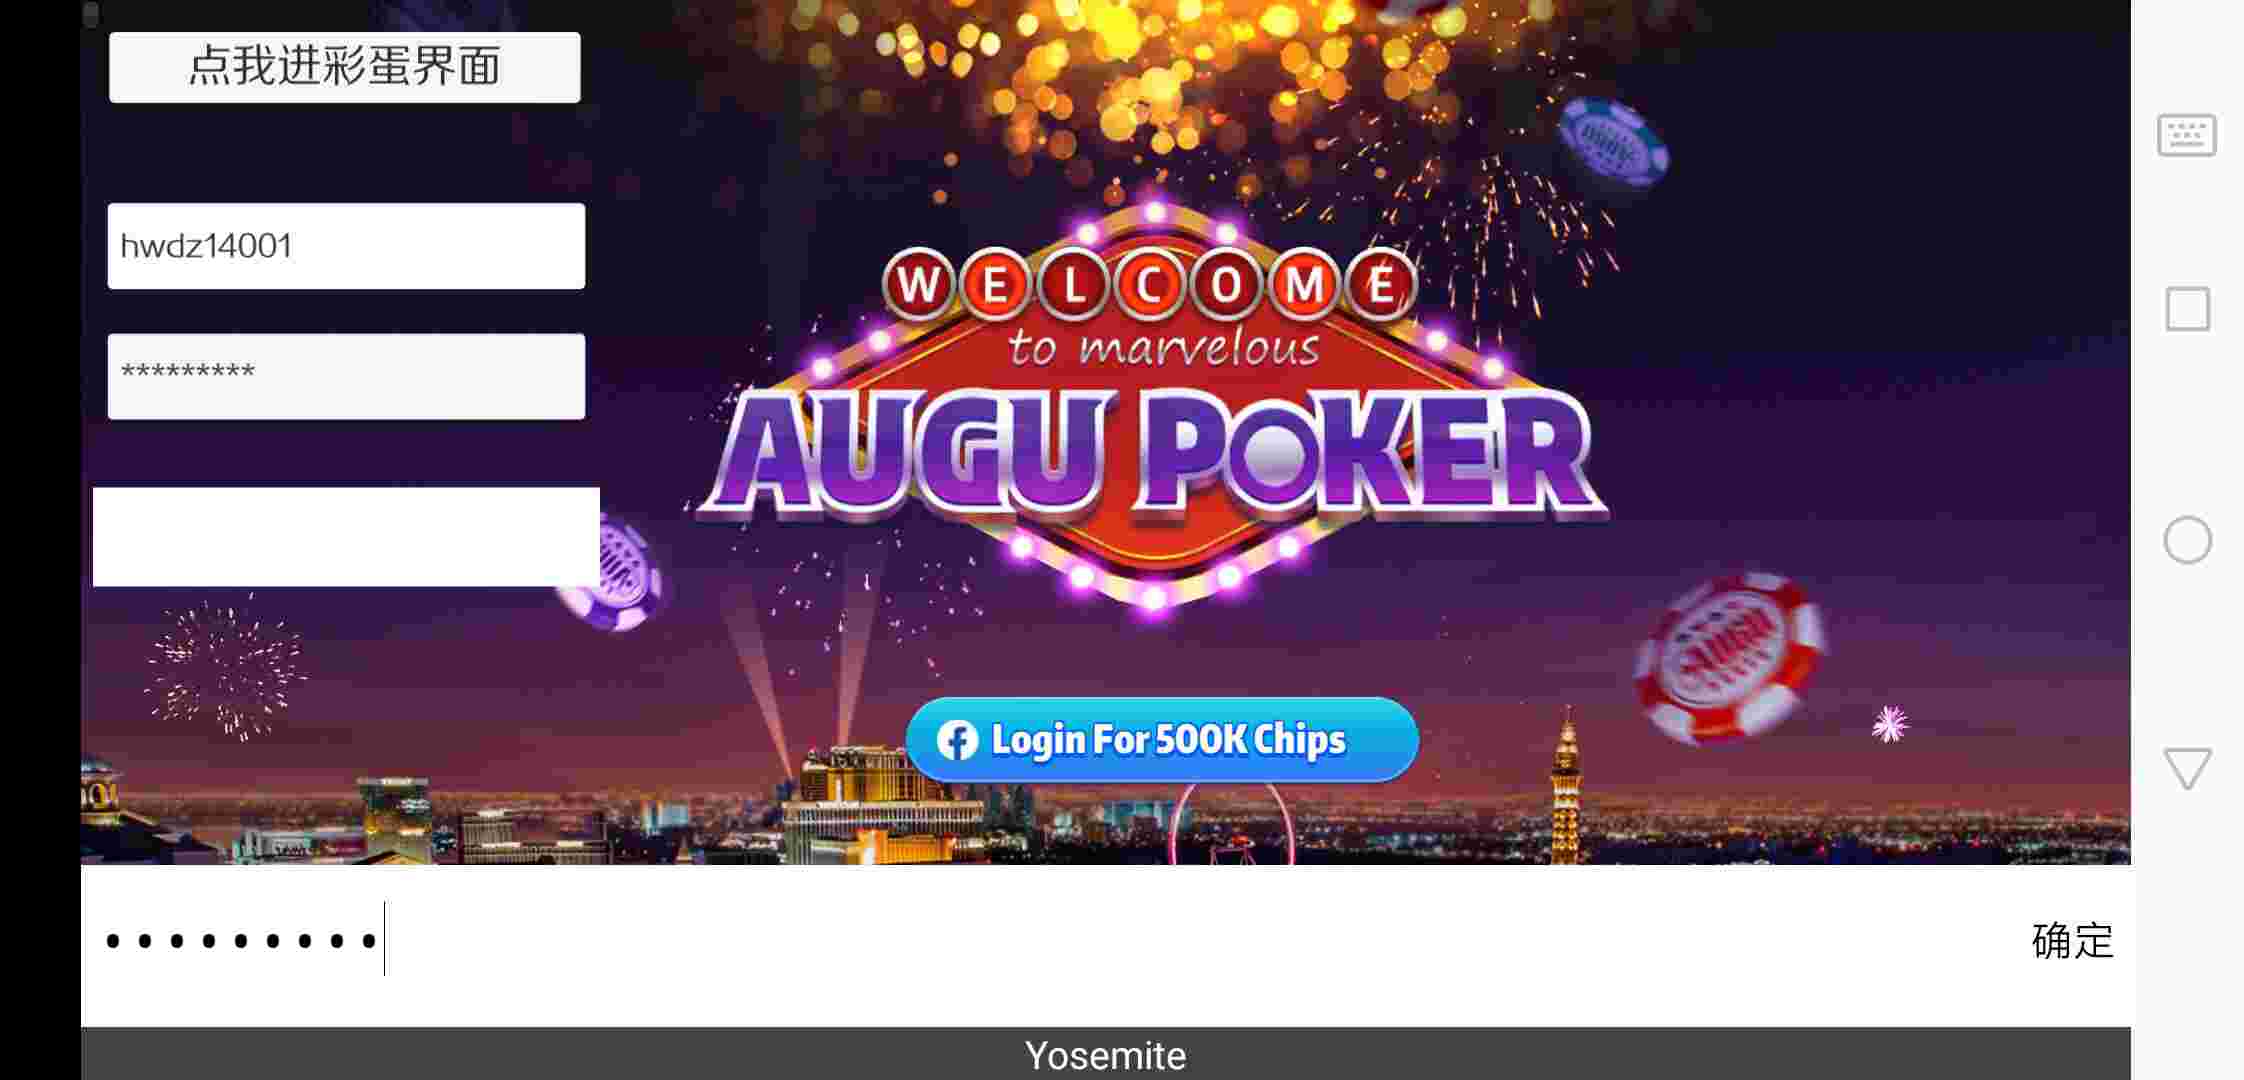 点我进彩蛋界面
hwdz14001
*********
WELCOME
to marvelous
AUGU POKER
Login For 500K Chips
•••••••••
确定
Yosemite